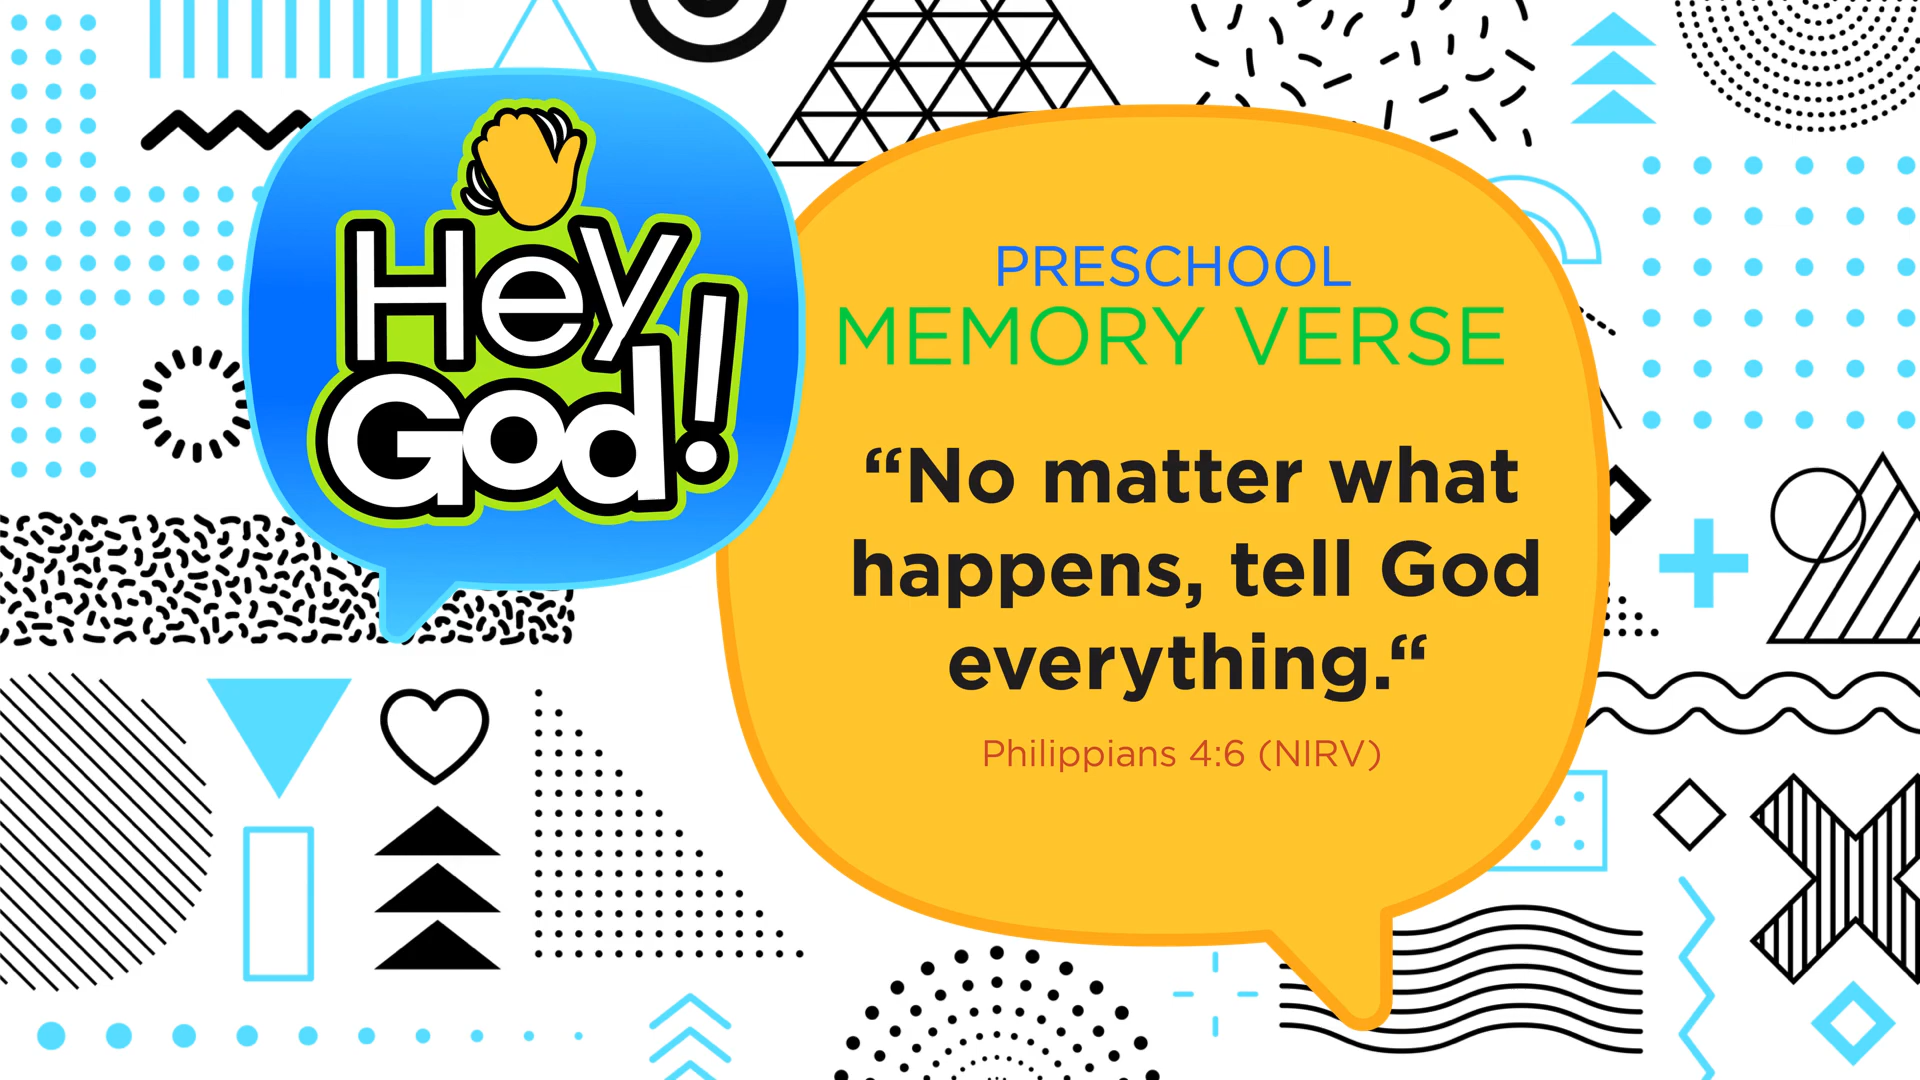 Hey
God!
PRESCHOOL
MEMORY VERSE
“No matter what
happens, tell God
everything.“
Philippians 4:6 (NIRV)